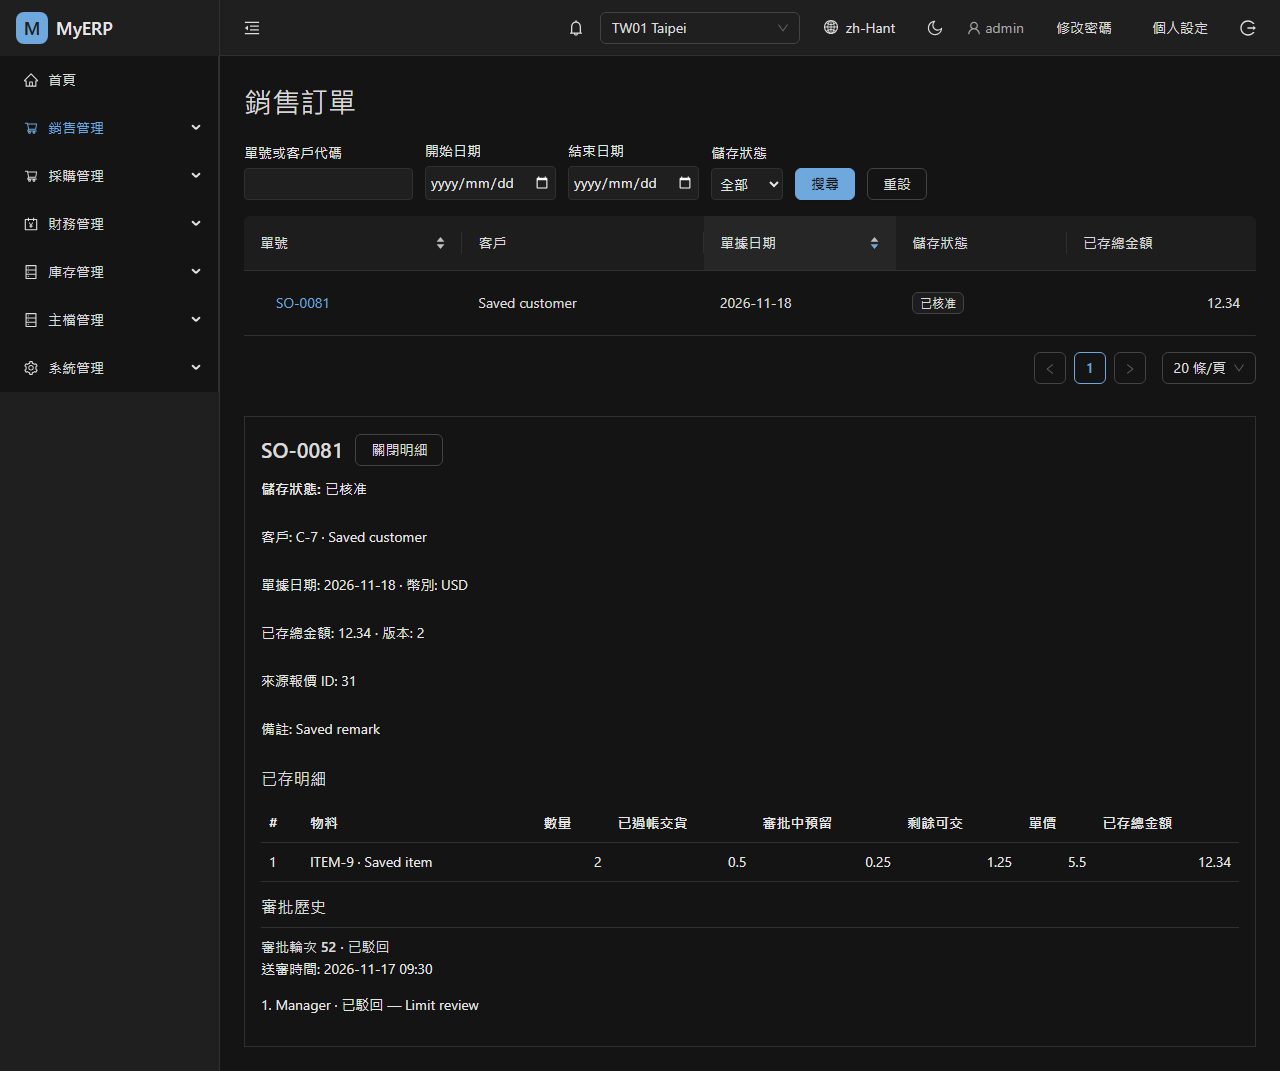 M MyERP
TW01 Taipei
zh-Hant
admin
修改密碼
個人設定
首頁
銷售管理
採購管理
財務管理
庫存管理
主檔管理
系統管理
銷售訂單
單號或客戶代碼
開始日期
結束日期
儲存狀態
yyyy/mm/dd
yyyy/mm/dd
全部
搜尋
重設
單號 客戶 單據日期 儲存狀態 已存總金額
SO-0081 Saved customer 2026-11-18 已核准 12.34
< 1 > 20 條/頁
SO-0081 關閉明細
儲存狀態: 已核准
客戶: C-7 · Saved customer
單據日期: 2026-11-18 · 幣別: USD
已存總金額: 12.34 · 版本: 2
來源報價 ID: 31
備註: Saved remark
已存明細
# 物料 數量 已過帳交貨 審批中預留 剩餘可交 單價 已存總金額
1 ITEM-9 · Saved item 2 0.5 0.25 1.25 5.5 12.34
審批歷史
審批輪次 52 · 已駁回
送審時間: 2026-11-17 09:30
1. Manager · 已駁回 — Limit review